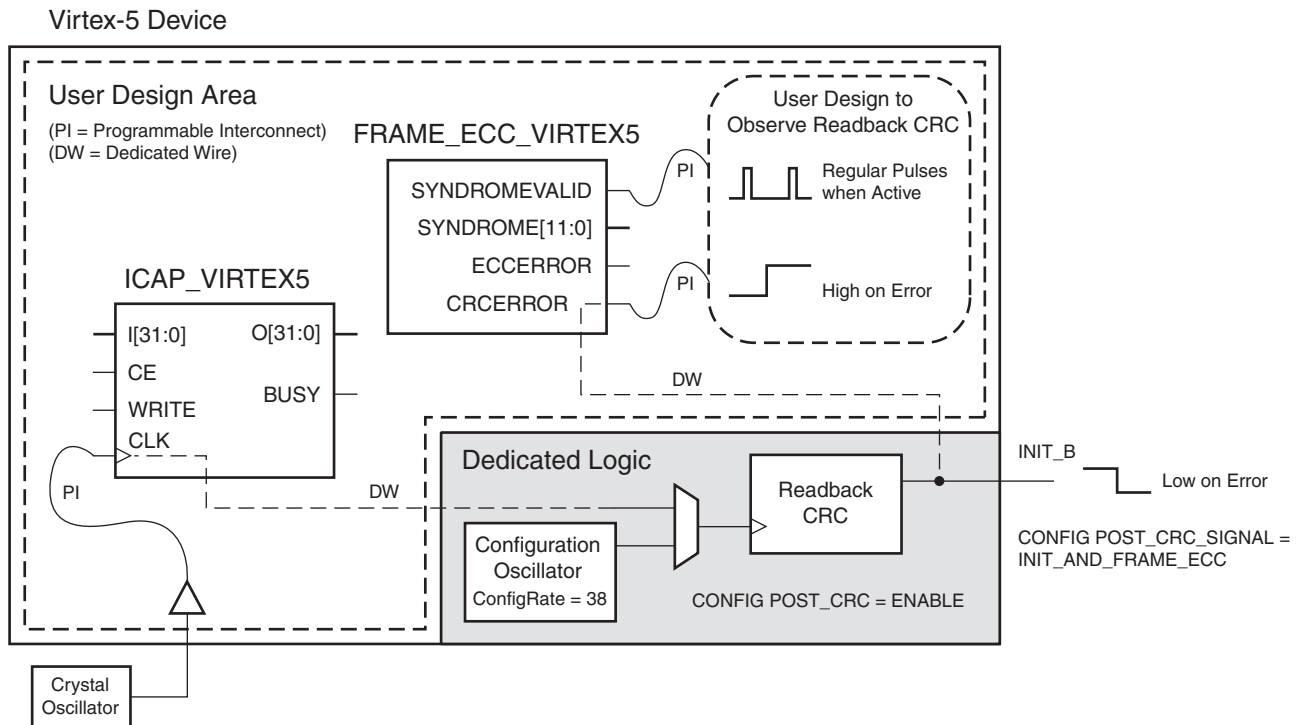 Virtex-5 Device
User Design Area
(PI = Programmable Interconnect)
(DW = Dedicated Wire)
FRAME_ECC_VIRTEX5
SYNDROMEVALID
SYNDROME[11:0]
ECCERROR
CRCERROR
PI
PI
User Design to
Observe Readback CRC
Regular Pulses
when Active
High on Error
ICAP_VIRTEX5
I[31:0]
O[31:0]
CE
BUSY
WRITE
CLK
PI
DW
DW
Dedicated Logic
Configuration
Oscillator
ConfigRate = 38
Readback
CRC
CONFIG POST_CRC = ENABLE
INIT_B
Low on Error
CONFIG POST_CRC_SIGNAL =
INIT_AND_FRAME_ECC
Crystal
Oscillator